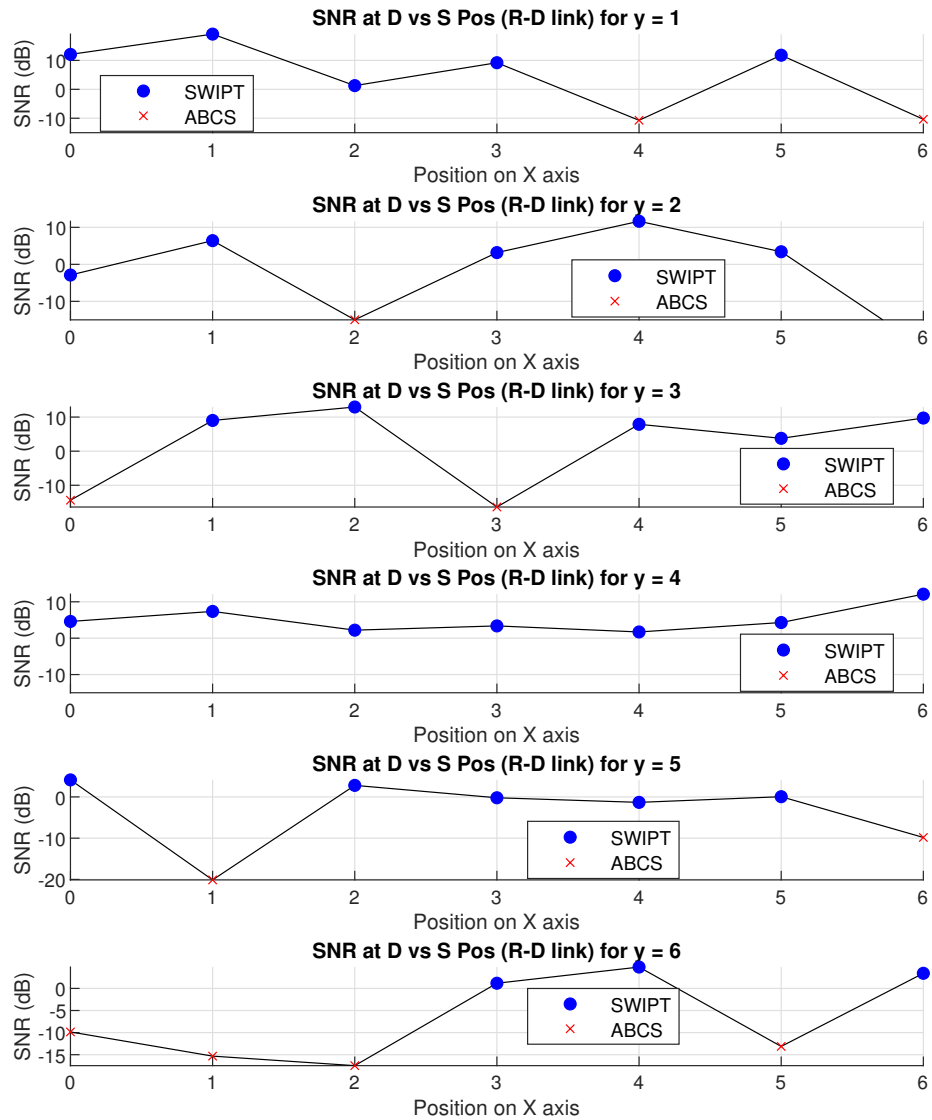 SNR at D vs S Pos (R-D link) for y = 1
SNR (dB)
10
0
-10
SWIPT
ABCS
0 1 2 3 4 5 6
Position on X axis
SNR at D vs S Pos (R-D link) for y = 2
SNR (dB)
10
0
-10
SWIPT
ABCS
0 1 2 3 4 5 6
Position on X axis
SNR at D vs S Pos (R-D link) for y = 3
SNR (dB)
10
0
-10
SWIPT
ABCS
0 1 2 3 4 5 6
Position on X axis
SNR at D vs S Pos (R-D link) for y = 4
SNR (dB)
10
0
-10
SWIPT
ABCS
0 1 2 3 4 5 6
Position on X axis
SNR at D vs S Pos (R-D link) for y = 5
SNR (dB)
0
-10
-20
SWIPT
ABCS
0 1 2 3 4 5 6
Position on X axis
SNR at D vs S Pos (R-D link) for y = 6
SNR (dB)
0
-5
-10
-15
SWIPT
ABCS
0 1 2 3 4 5 6
Position on X axis